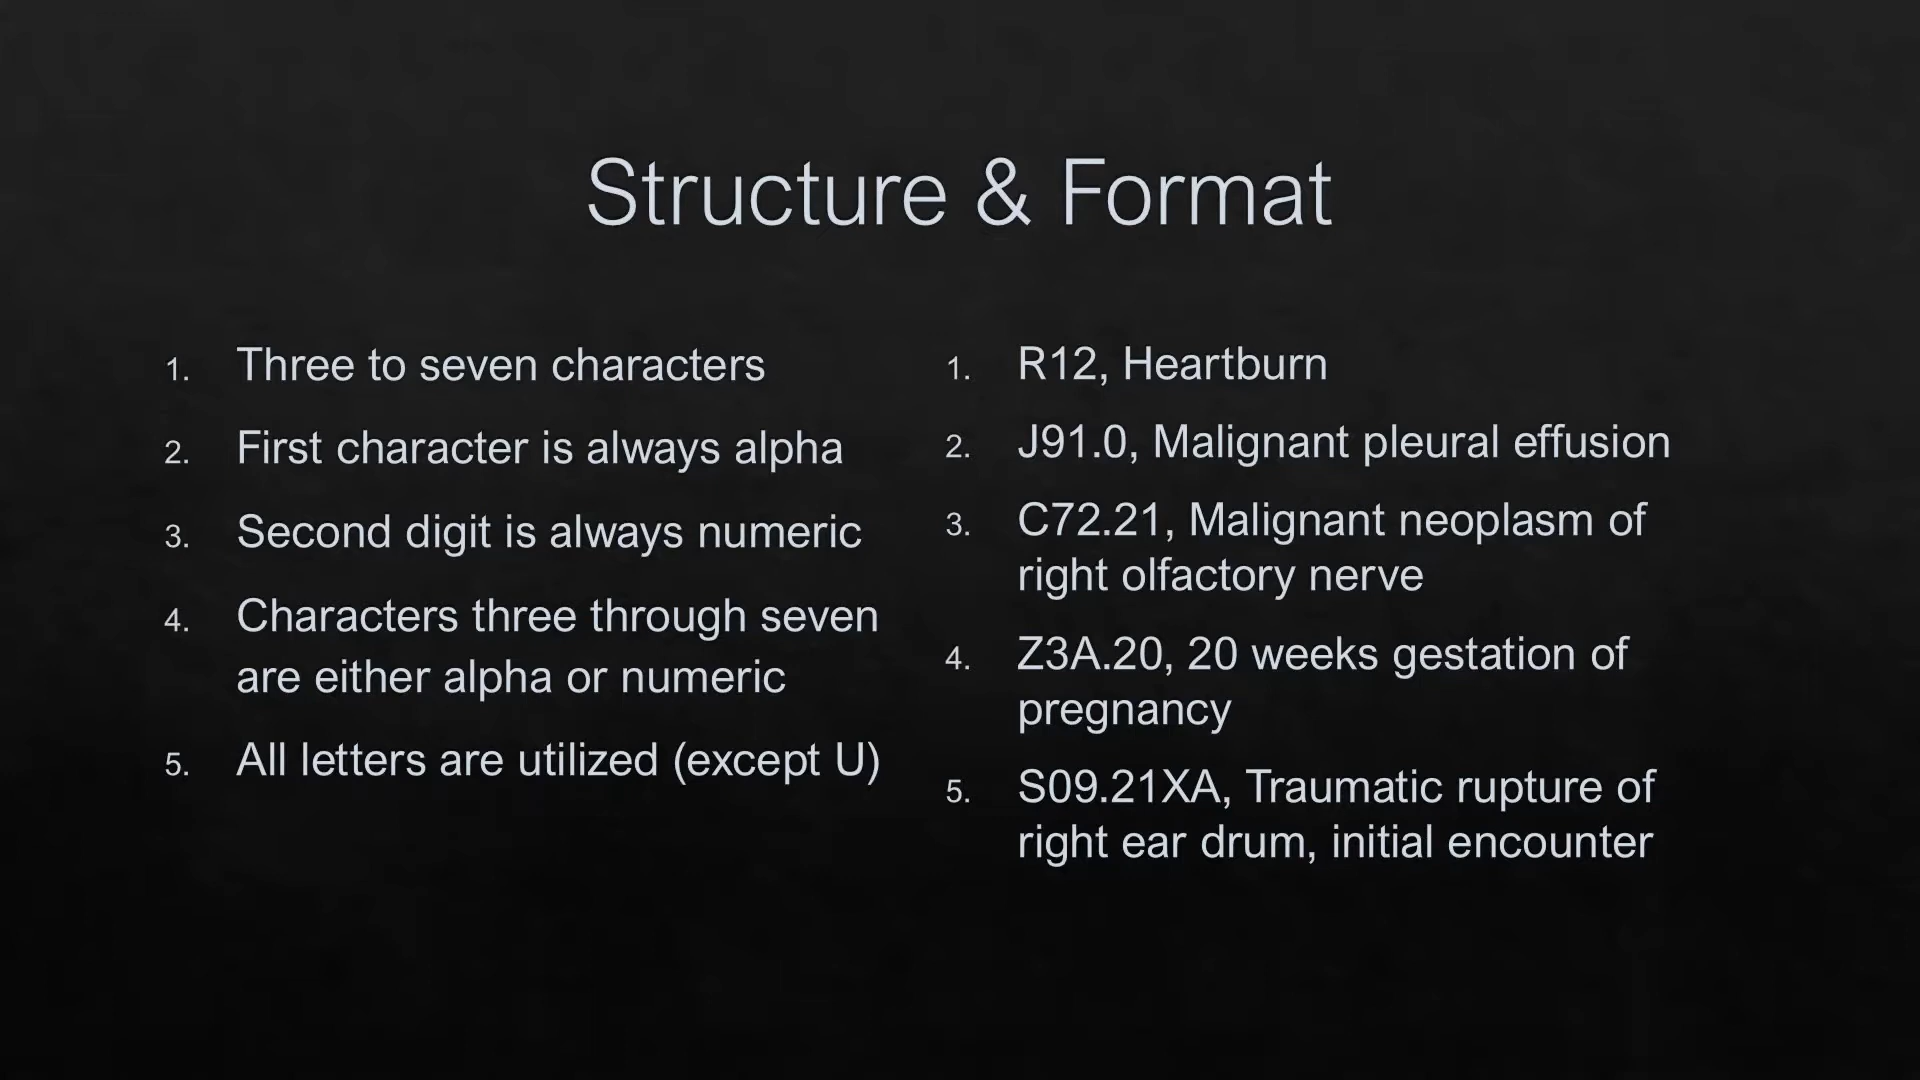 Structure & Format
1. Three to seven characters
2. First character is always alpha
3. Second digit is always numeric
4. Characters three through seven
are either alpha or numeric
5. All letters are utilized (except U)
1. R12, Heartburn
2. J91.0, Malignant pleural effusion
3. C72.21, Malignant neoplasm of
right olfactory nerve
4. Z3A.20, 20 weeks gestation of
pregnancy
5. S09.21XA, Traumatic rupture of
right ear drum, initial encounter